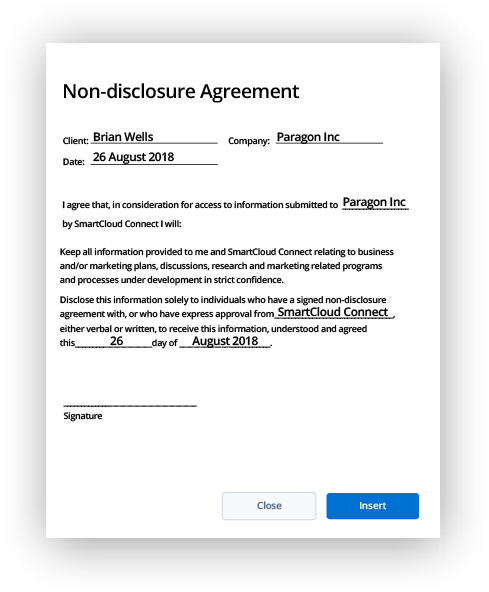 Non-disclosure Agreement
Client: Brian Wells Company: Paragon Inc
Date: 26 August 2018
I agree that, in consideration for access to information submitted to Paragon Inc
by SmartCloud Connect I will:
Keep all information provided to me and SmartCloud Connect relating to business
and/or marketing plans, discussions, research and marketing related programs
and processes under development in strict confidence.
Disclose this information solely to individuals who have a signed non-disclosure
agreement with, or who have express approval from SmartCloud Connect,
either verbal or written, to receive this information, understood and agreed
this 26 day of August 2018.
Signature
Close Insert